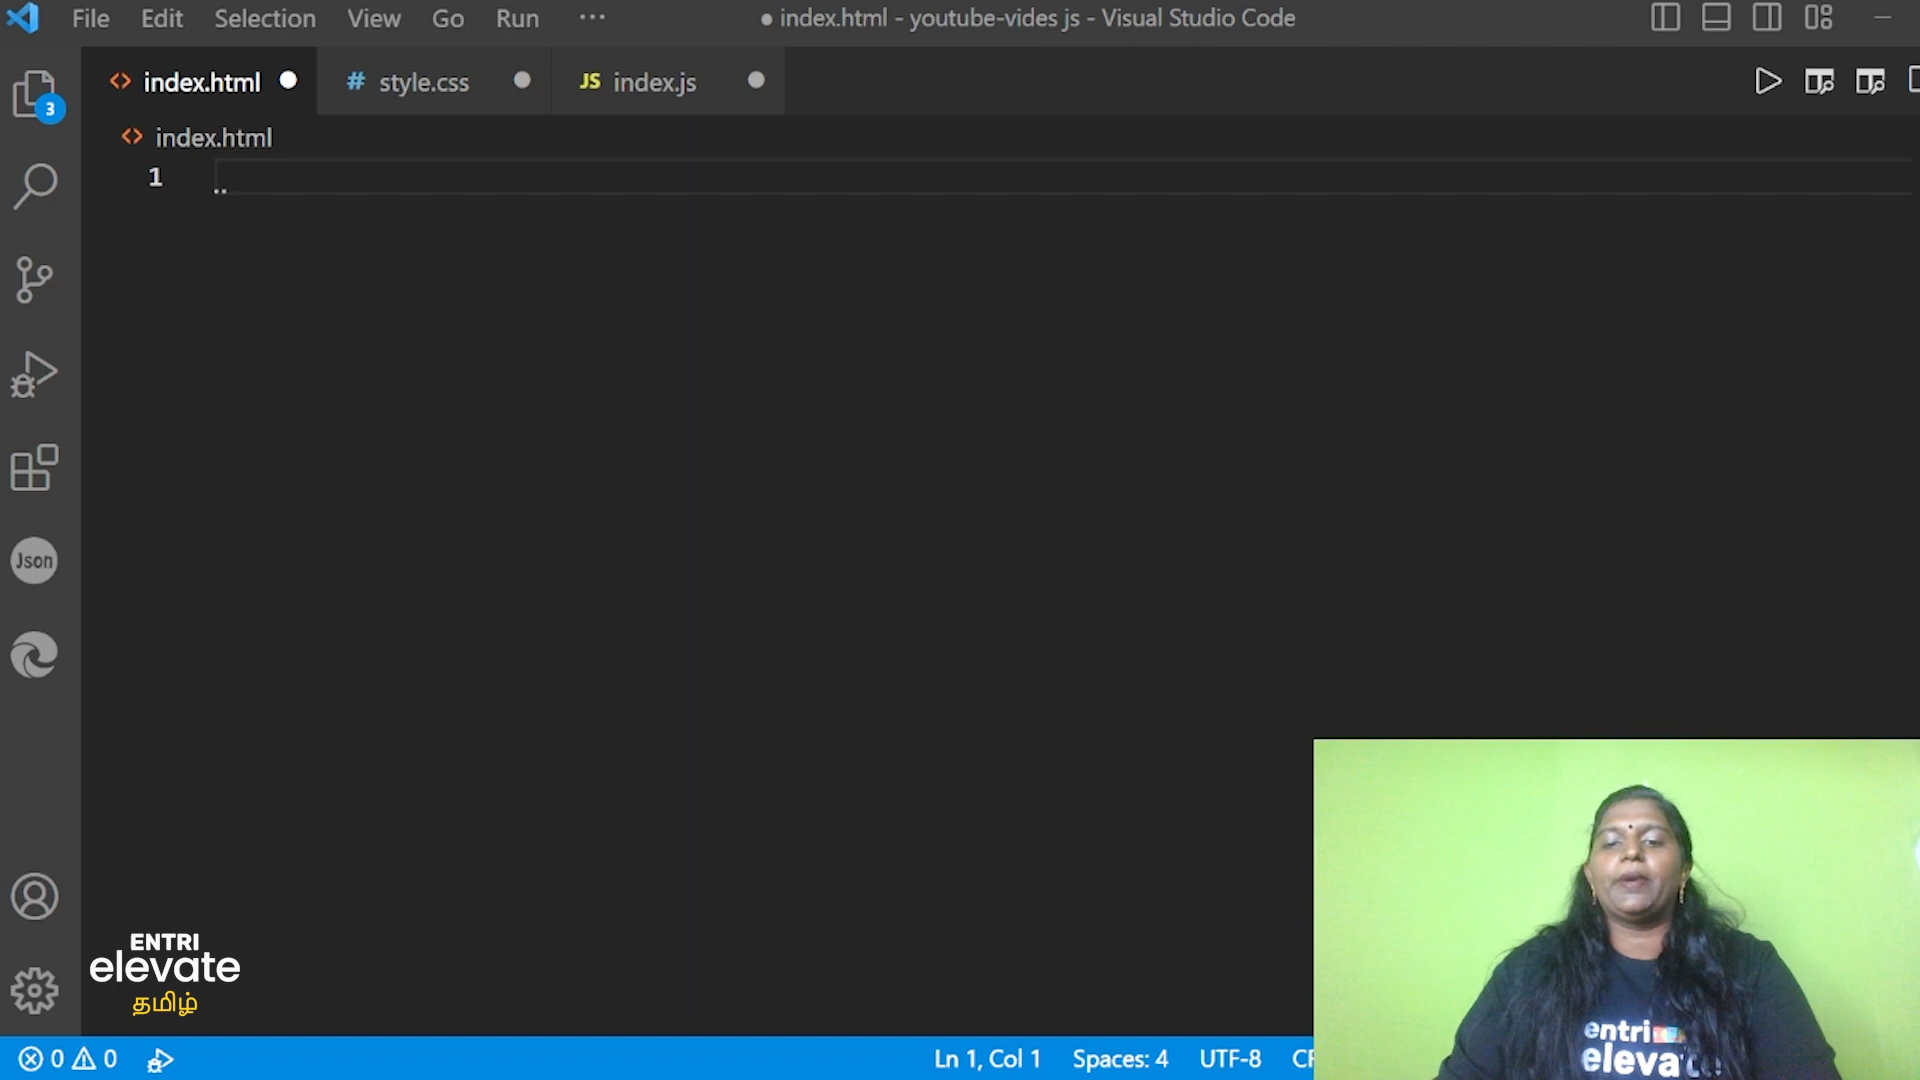 File Edit Selection View Go Run ··· ● index.html - youtube-vides js - Visual Studio Code
index.html # style.css JS index.js
3
index.html
1
Json
ENTRI
elevate
தமிழ்
0 0 Ln 1, Col 1 Spaces: 4 UTF-8
entri
elevate